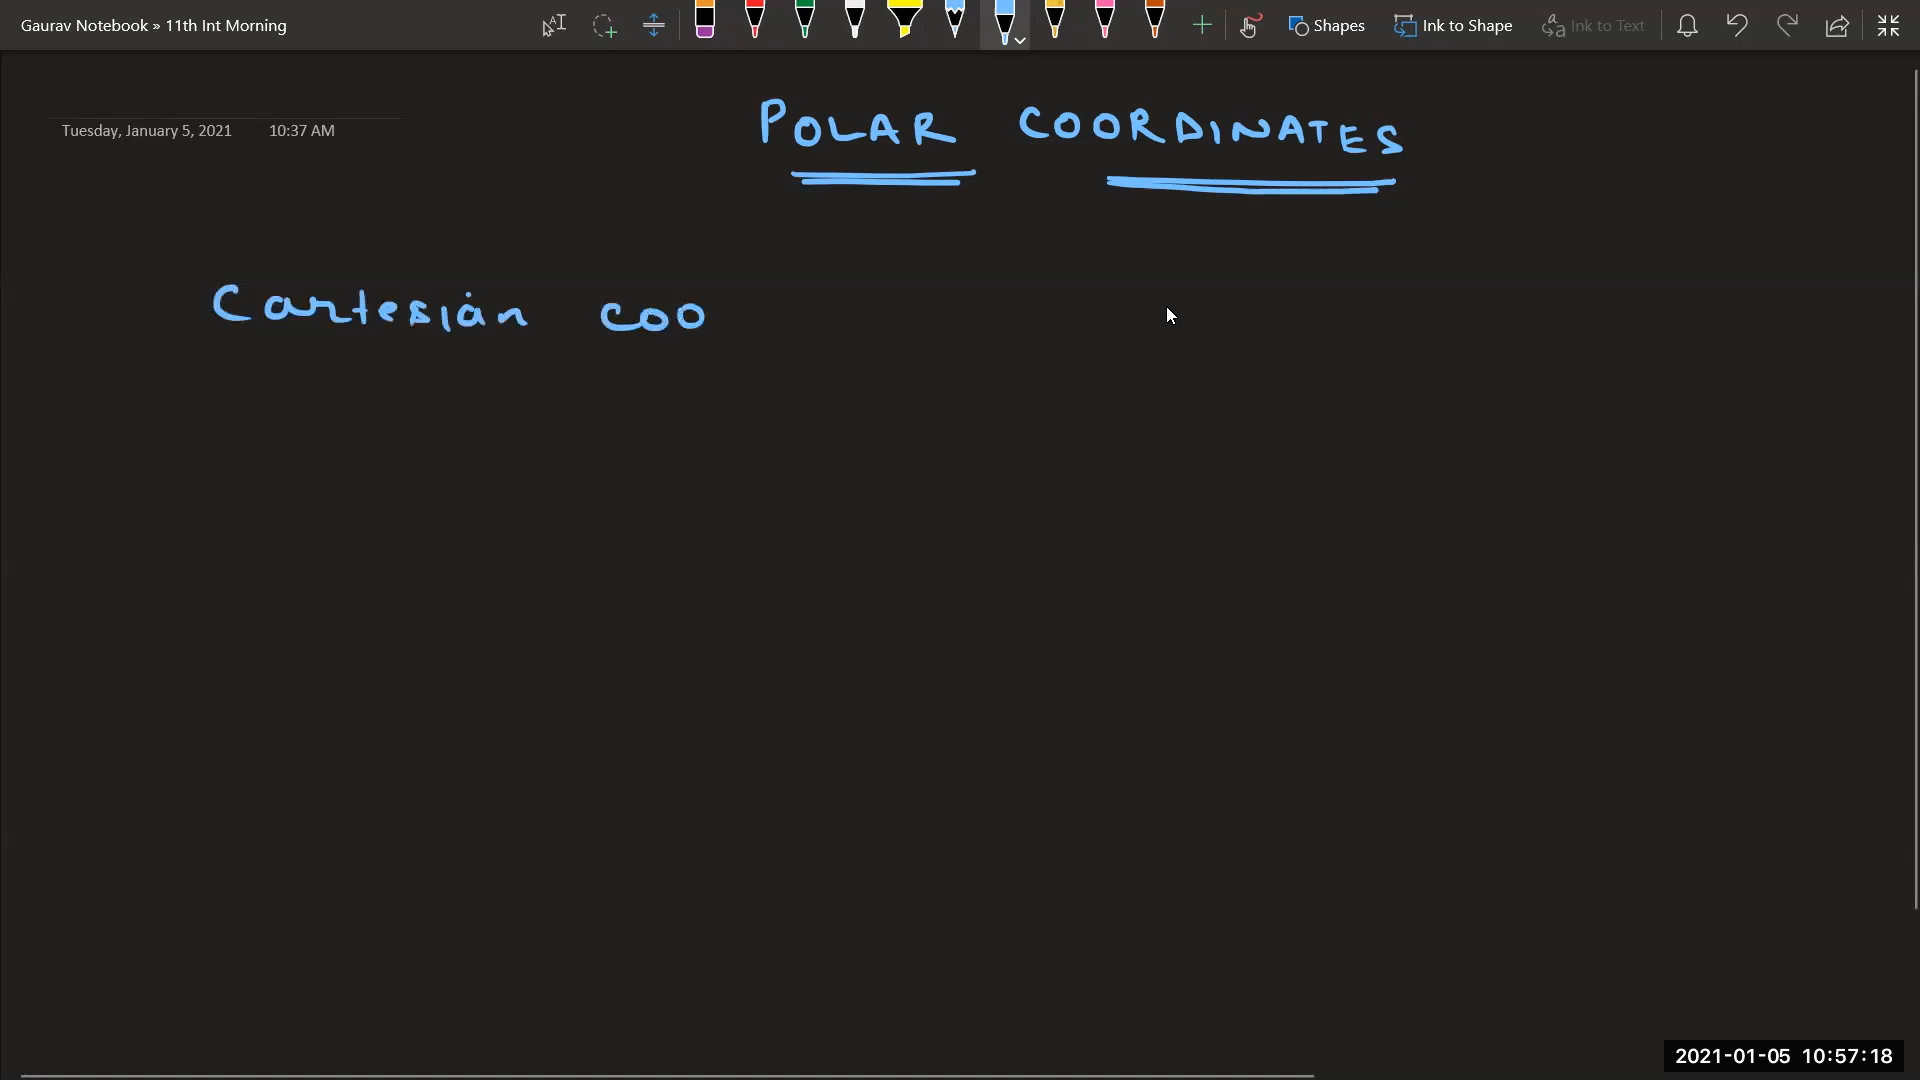 Gaurav Notebook » 11th Int Morning
Shapes
Ink to Shape
Ink to Text
Tuesday, January 5, 2021 10:37 AM
POLAR COORDINATES
Cartesian coo
2021-01-05 10:57:18